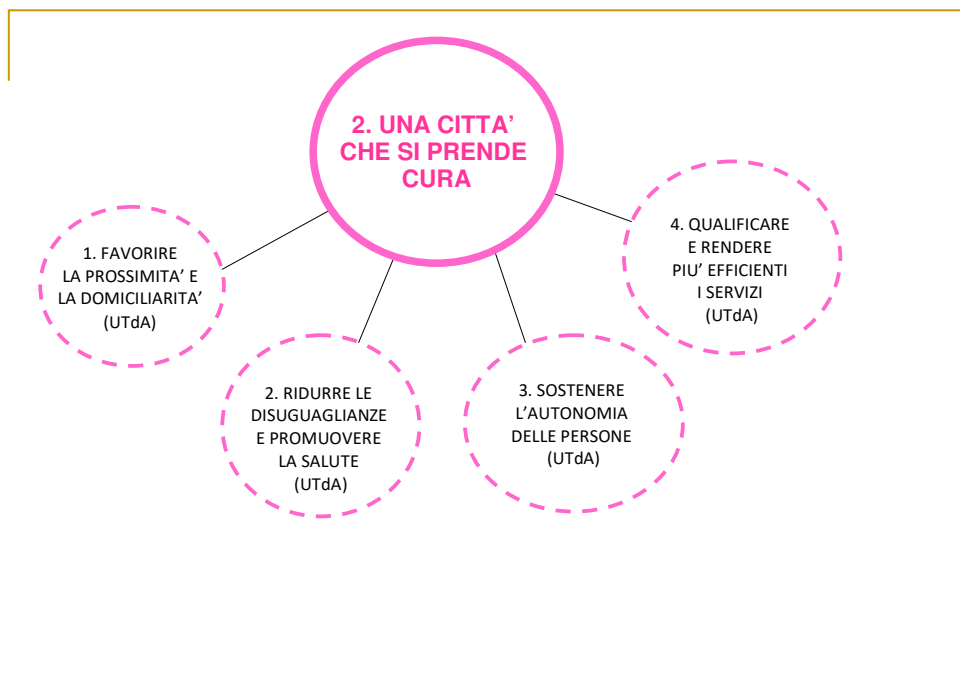 2. UNA CITTA’
CHE SI PRENDE
CURA
1. FAVORIRE
LA PROSSIMITA’ E
LA DOMICILIARITA’
(UTdA)
2. RIDURRE LE
DISUGUAGLIANZE
E PROMUOVERE
LA SALUTE
(UTdA)
3. SOSTENERE
L’AUTONOMIA
DELLE PERSONE
(UTdA)
4. QUALIFICARE
E RENDERE
PIU’ EFFICIENTI
I SERVIZI
(UTdA)